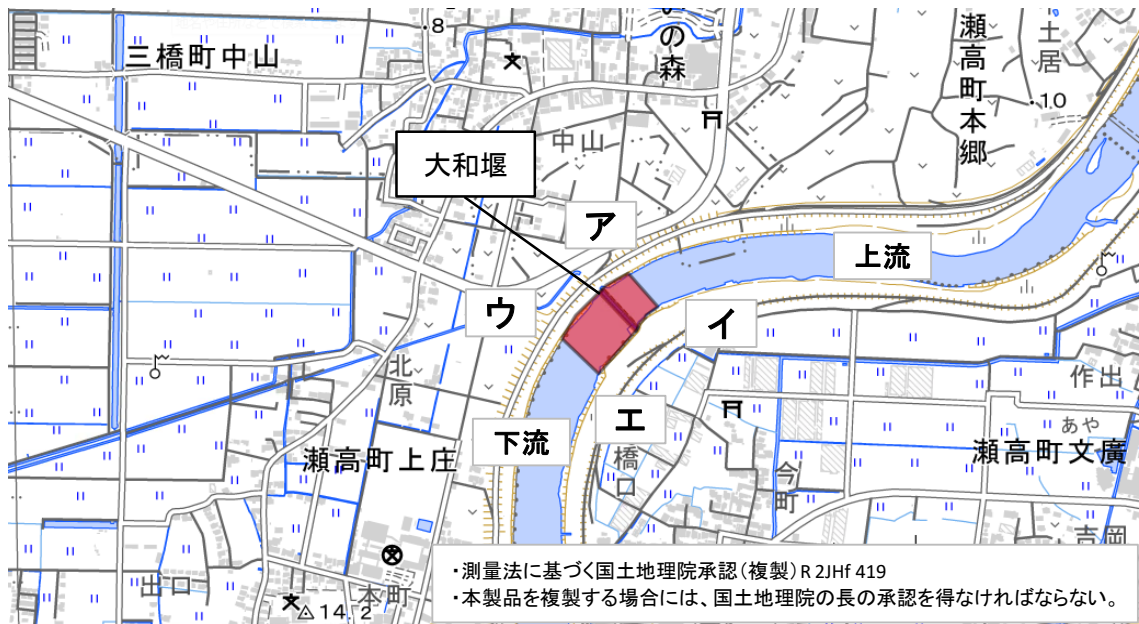 三橋町中山
.8
いの森
瀬高町本郷
土居
・10
大和堰
中山
ア
上流
ウ
イ
北原
作出
エ
あや
下流
橋口
瀬高町文廣
瀬高町上庄
今町
吉岡
出口
本町
14.2
・測量法に基づく国土地理院承認（複製）R 2JHf 419
・本製品を複製する場合には、国土地理院の長の承認を得なければならない。